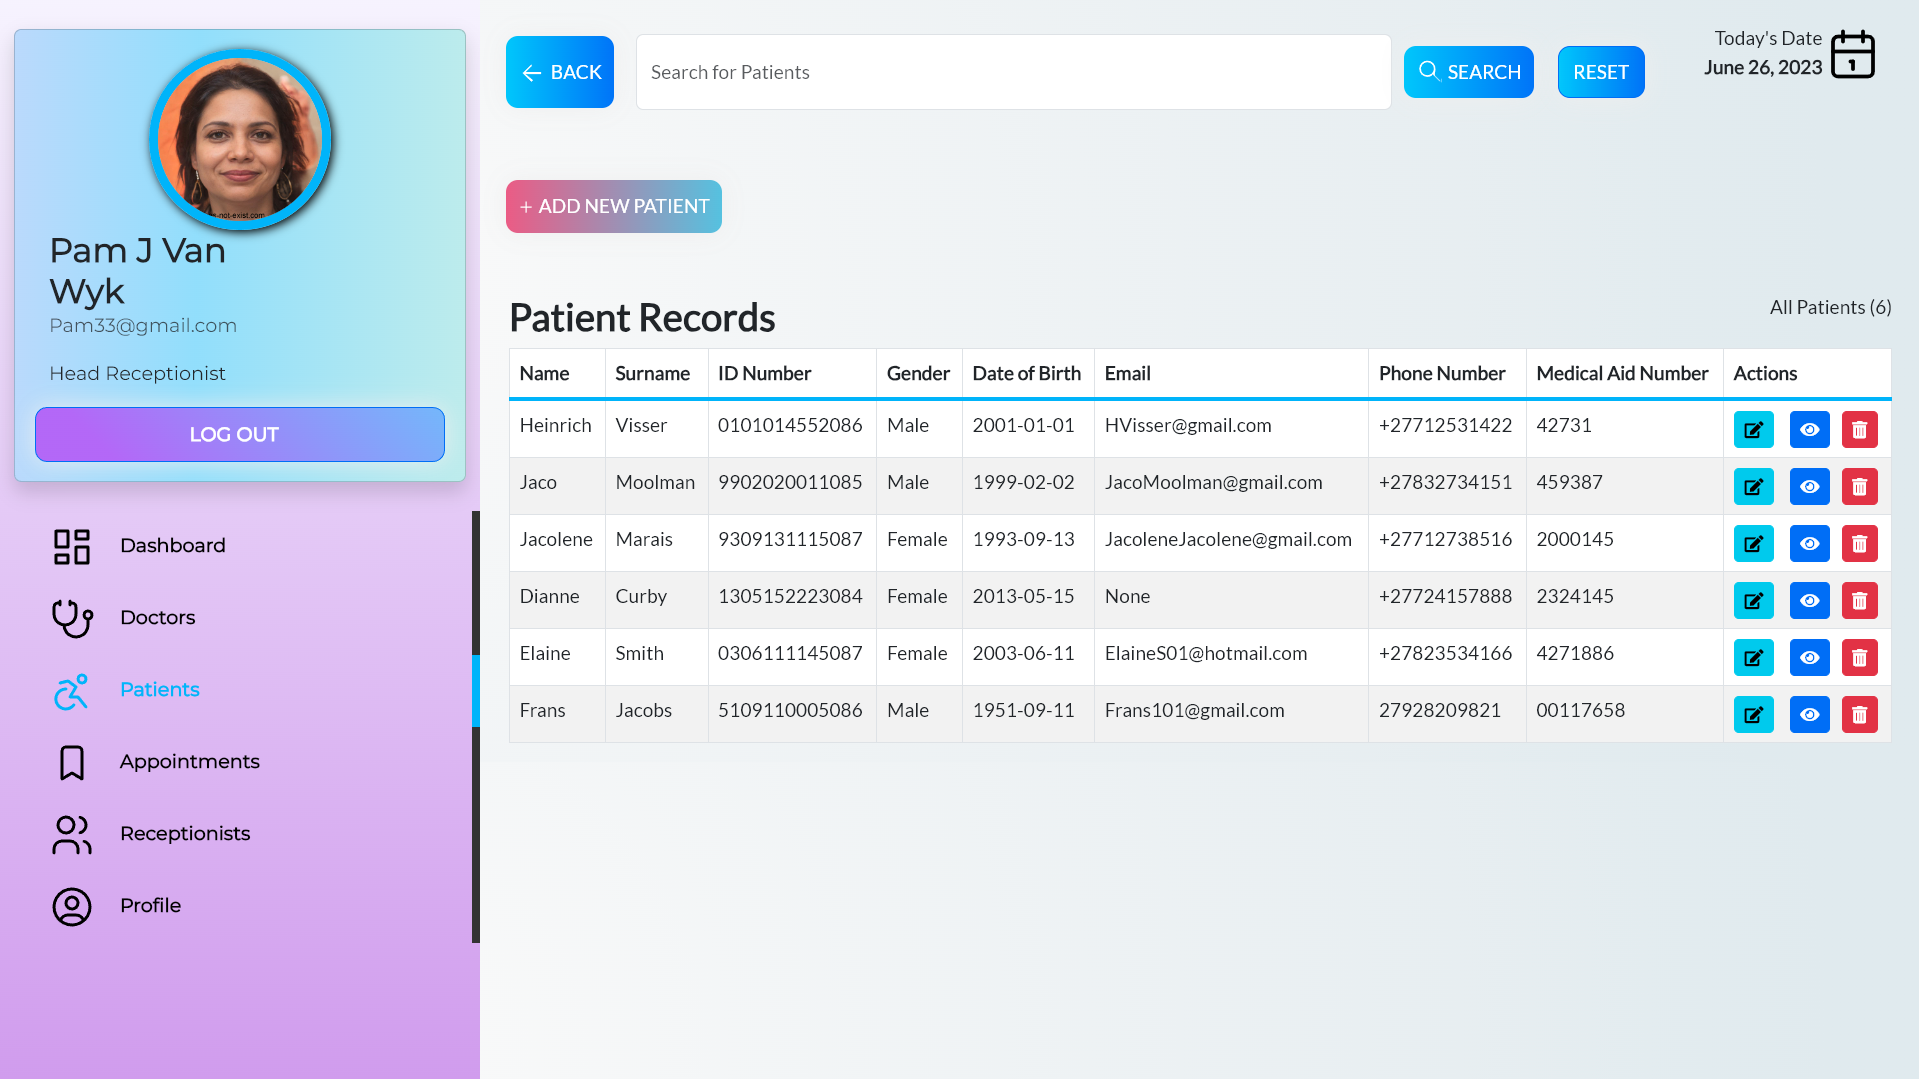 s-not-exist.com
Pam J Van
Wyk
Pam33@gmail.com
Head Receptionist
LOG OUT
Dashboard
Doctors
Patients
Appointments
Receptionists
Profile
BACK
Search for Patients
SEARCH
RESET
Today's Date
June 26, 2023
1
+ ADD NEW PATIENT
Patient Records
All Patients (6)
Name Surname ID Number Gender Date of Birth Email Phone Number Medical Aid Number Actions
Heinrich Visser 0101014552086 Male 2001-01-01 HVisser@gmail.com +27712531422 42731
Jaco Moolman 9902020011085 Male 1999-02-02 JacoMoolman@gmail.com +27832734151 459387
Jacolene Marais 9309131115087 Female 1993-09-13 JacoleneJacolene@gmail.com +27712738516 2000145
Dianne Curby 1305152223084 Female 2013-05-15 None +27724157888 2324145
Elaine Smith 0306111145087 Female 2003-06-11 ElaineS01@hotmail.com +27823534166 4271886
Frans Jacobs 5109110005086 Male 1951-09-11 Frans101@gmail.com 27928209821 00117658